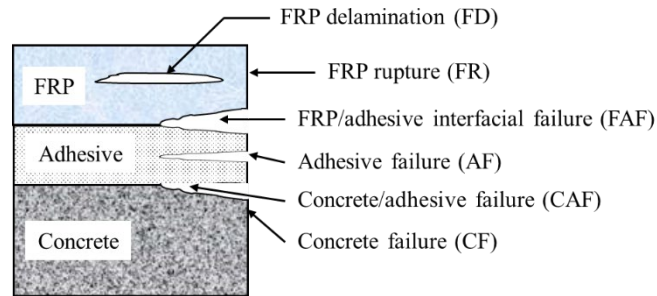 FRP delamination (FD)
FRP
FRP rupture (FR)
FRP/adhesive interfacial failure (FAF)
Adhesive
Adhesive failure (AF)
Concrete/adhesive failure (CAF)
Concrete
Concrete failure (CF)